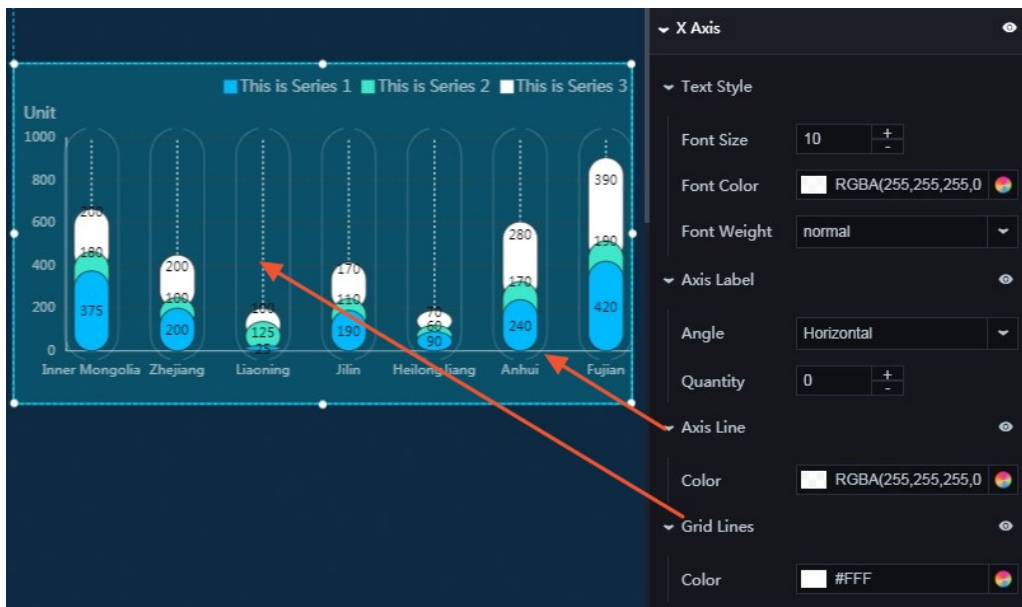 This is Series 1 This is Series 2 This is Series 3
Unit
1000
800
600
400
200
0
200
180
375
200
100
200
100
125
25
170
110
190
70
60
90
280
170
240
390
190
420
Inner Mongolia Zhejiang Liaoning Jilin Heilongjiang Anhui Fujian
X Axis
Text Style
Font Size 10 + -
Font Color RGBA(255,255,255,0
Font Weight normal
Axis Label
Angle Horizontal
Quantity 0 + -
Axis Line
Color RGBA(255,255,255,0
Grid Lines
Color #FFF